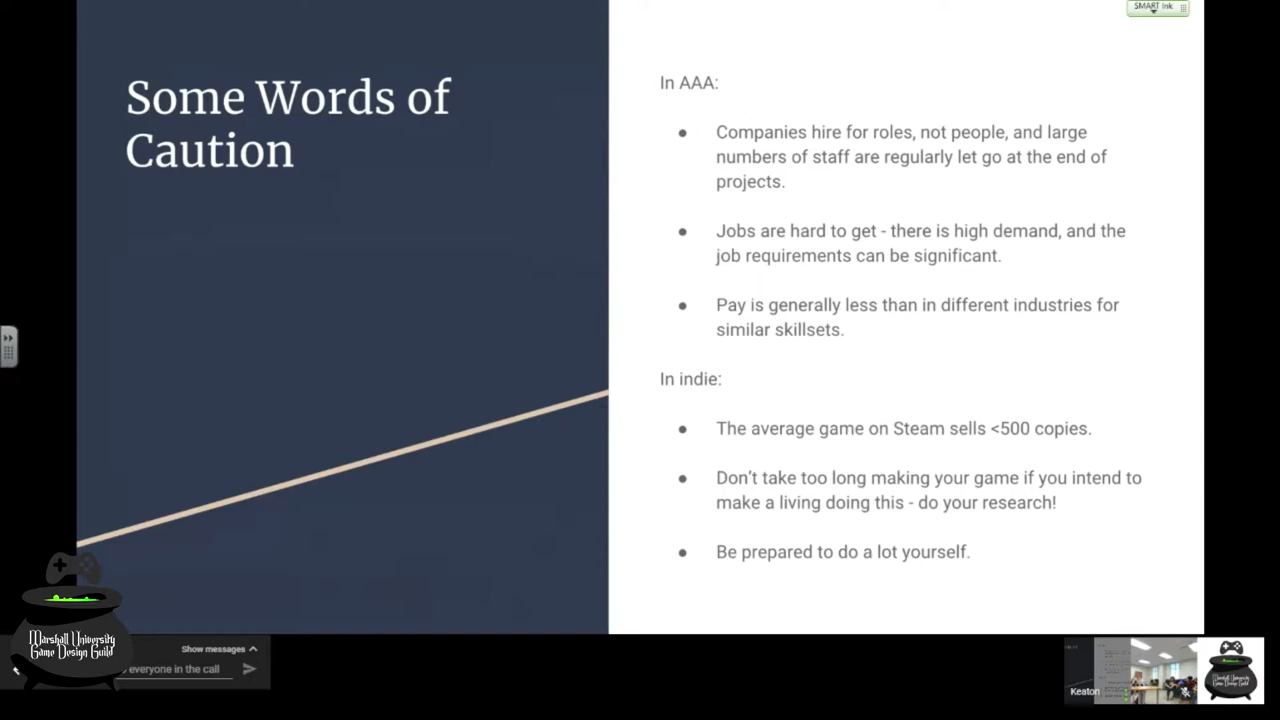 SMART Ink
Some Words of
Caution
In AAA:
● Companies hire for roles, not people, and large
numbers of staff are regularly let go at the end of
projects.
● Jobs are hard to get - there is high demand, and the
job requirements can be significant.
● Pay is generally less than in different industries for
similar skillsets.
In indie:
● The average game on Steam sells <500 copies.
● Don't take too long making your game if you intend to
make a living doing this - do your research!
● Be prepared to do a lot yourself.
Marshall University
Game Design Guild
Show messages
everyone in the call
Keaton
Marshall University
Game Design Guild